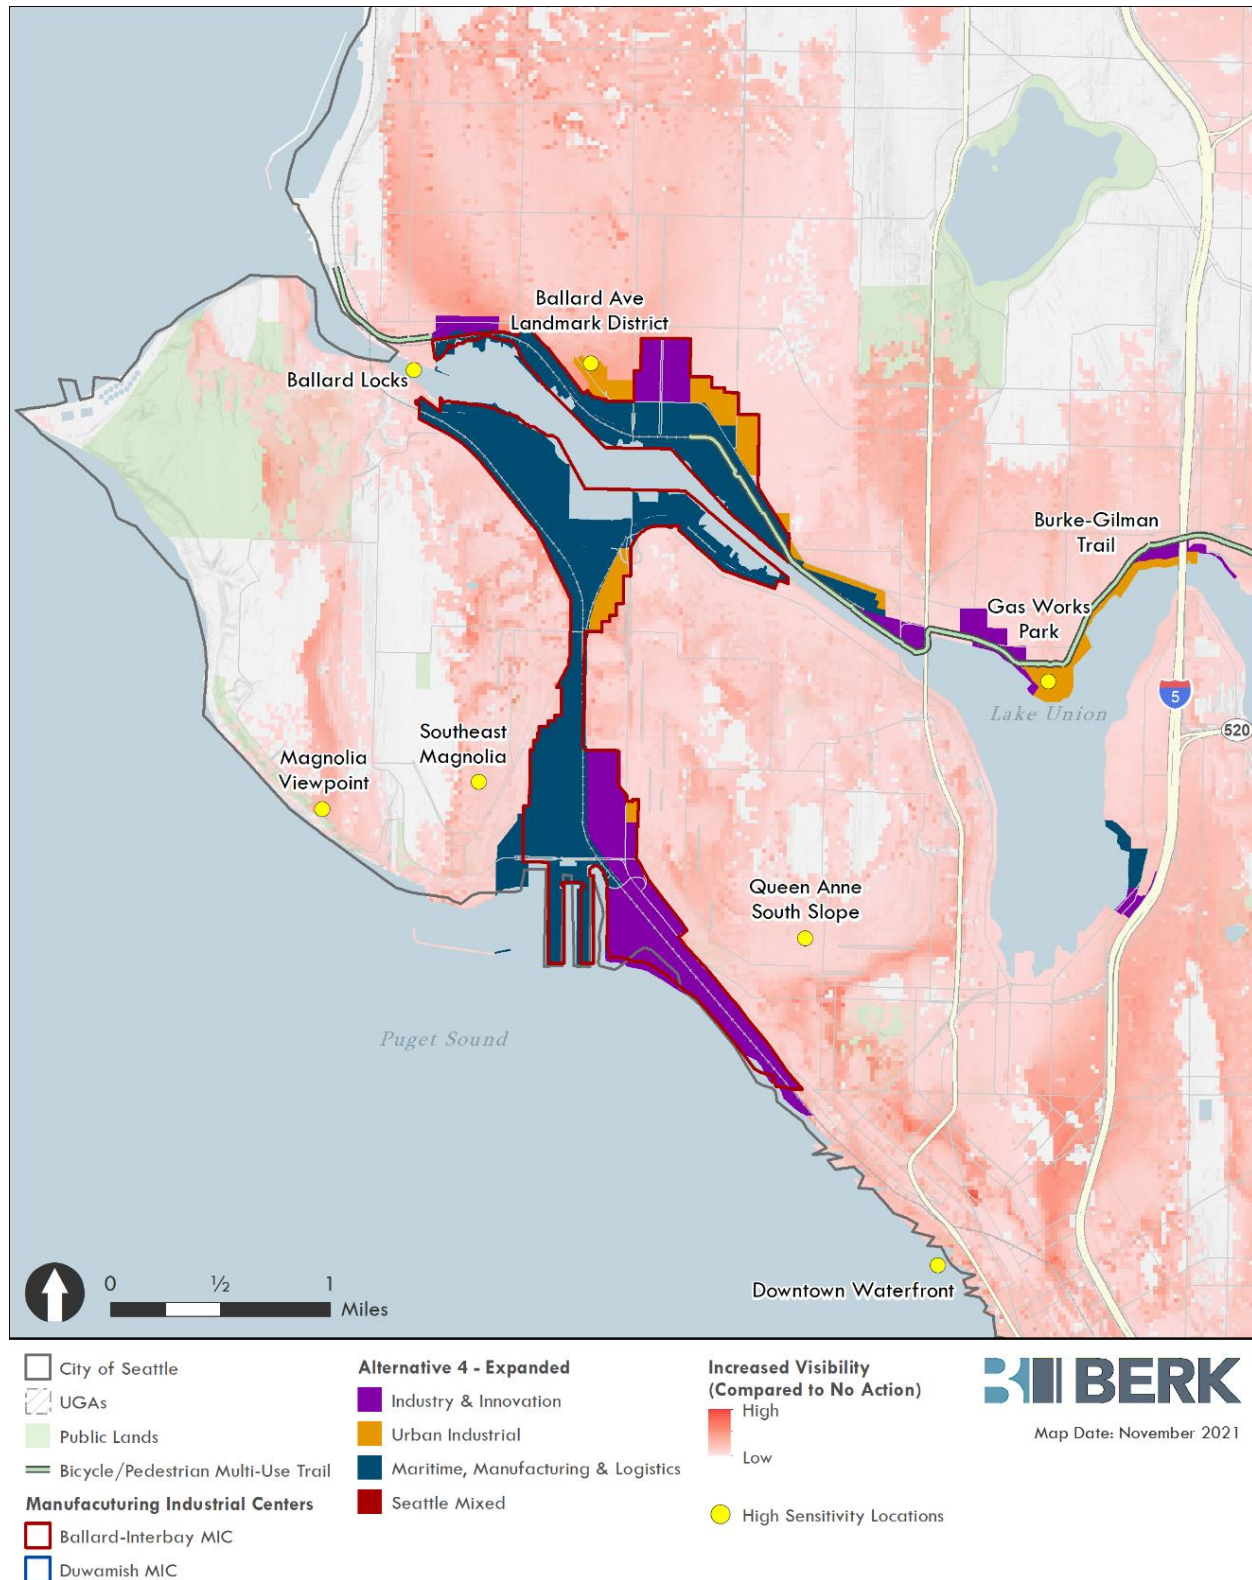 Ballard Ave
Landmark District
Ballard Locks
Burke-Gilman
Trail
Gas Works
Park
Lake Union
5
520
Southeast
Magnolia
Magnolia
Viewpoint
Queen Anne
South Slope
Puget Sound
Downtown Waterfront
0 ½ 1
Miles
City of Seattle
UGAs
Public Lands
Bicycle/Pedestrian Multi-Use Trail
Manufacuturing Industrial Centers
Ballard-Interbay MIC
Duwamish MIC
Alternative 4 - Expanded
Industry & Innovation
Urban Industrial
Maritime, Manufacturing & Logistics
Seattle Mixed
Increased Visibility
(Compared to No Action)
High
Low
High Sensitivity Locations
BERK
Map Date: November 2021